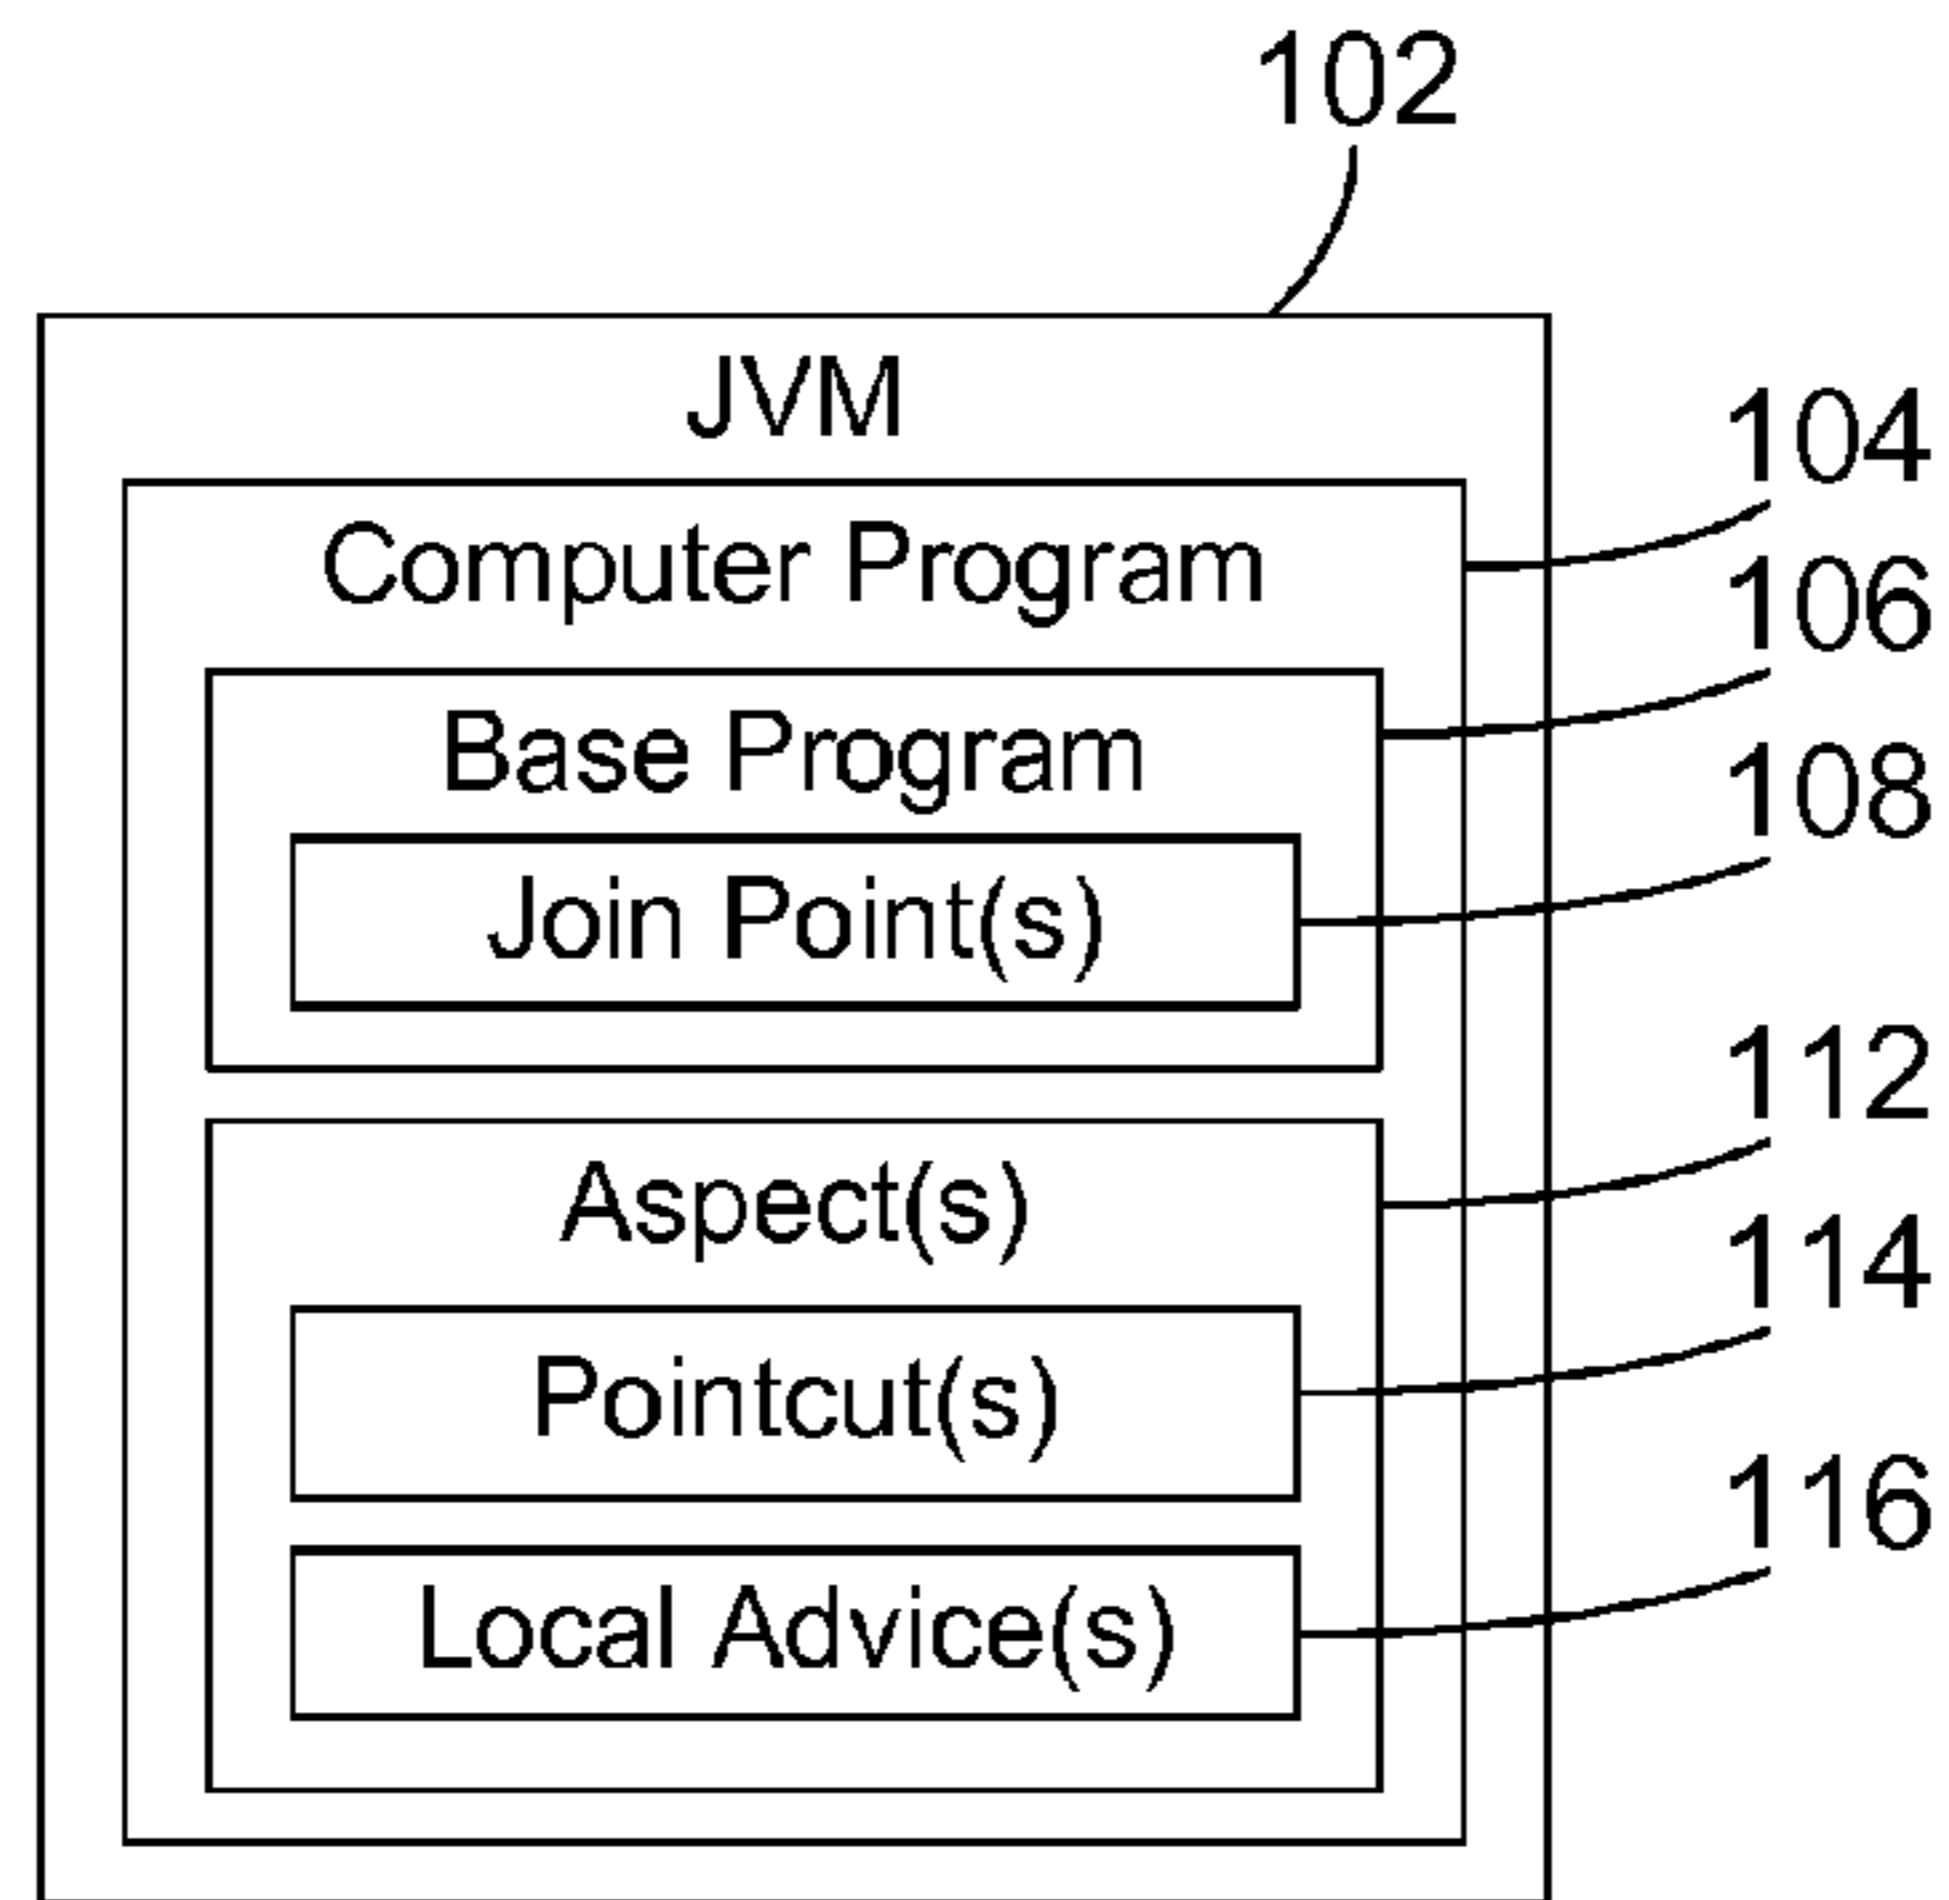 102
JVM
104
Computer Program
106
Base Program
108
Join Point(s)
112
Aspect(s)
114
Pointcut(s)
116
Local Advice(s)